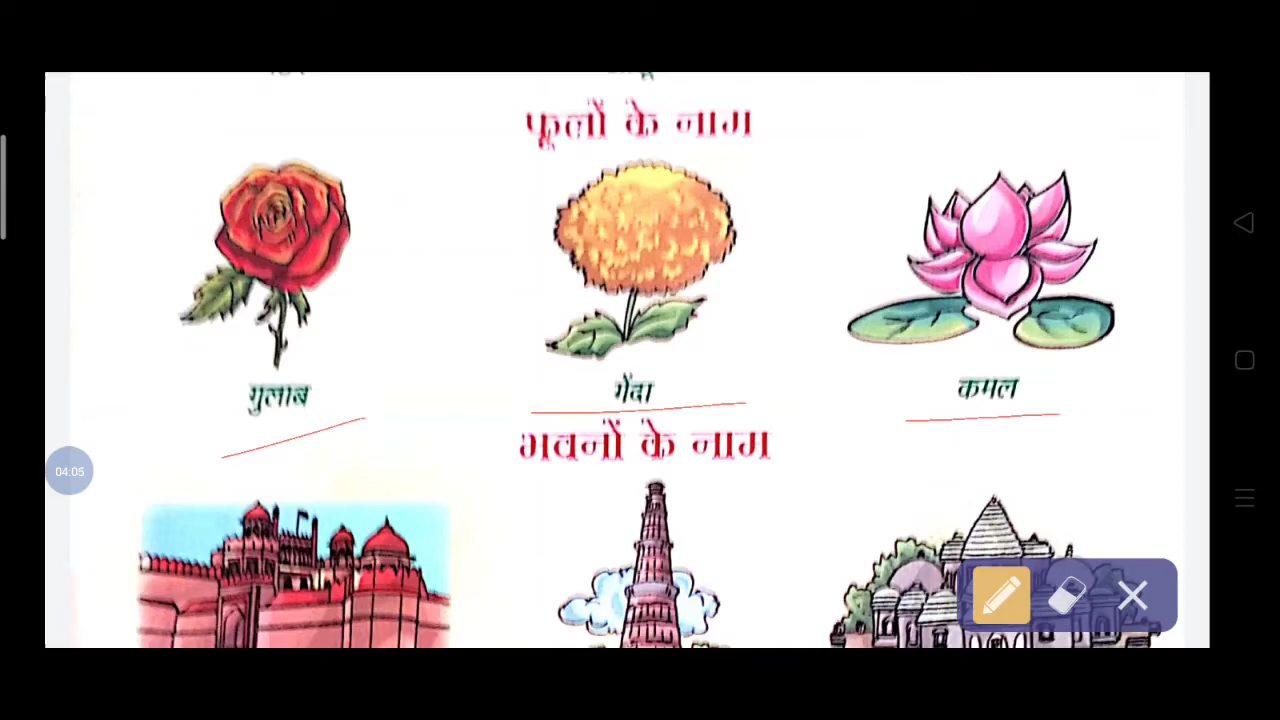 फूलों के नाम
गुलाब
गेंदा
कमल
भवनों के नाम
04:05